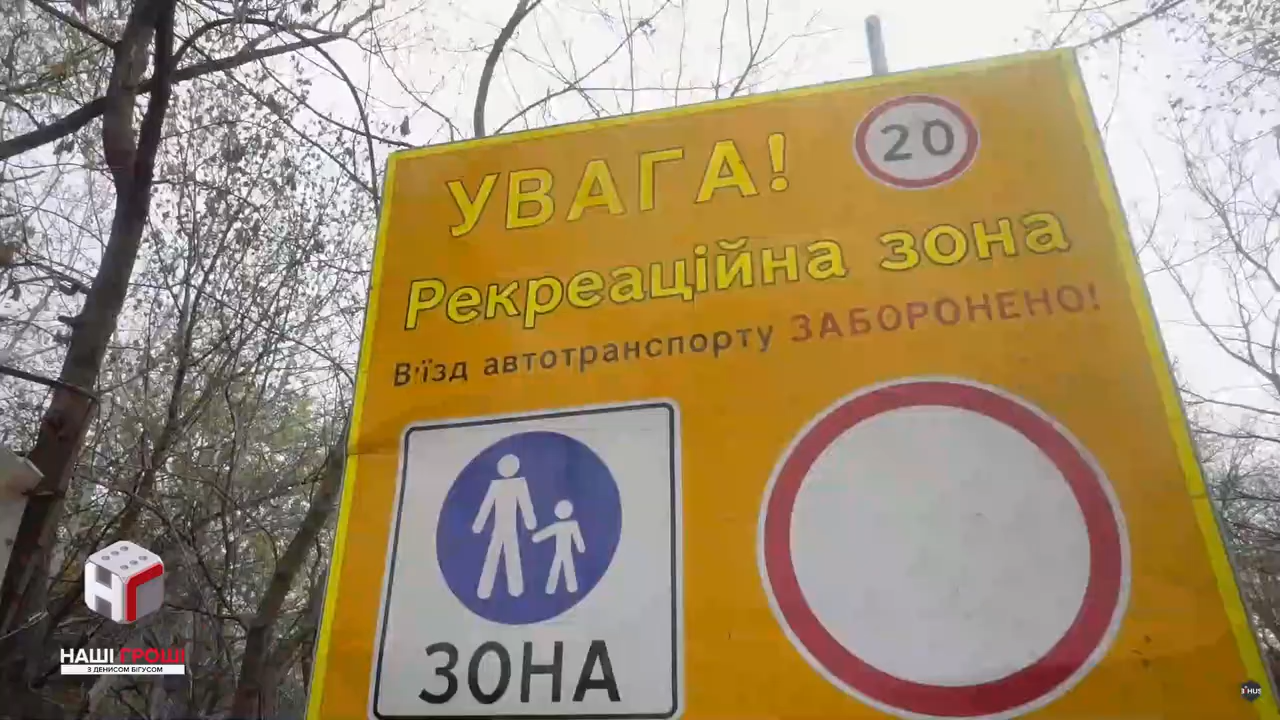 УВАГА!
20
Рекреаційна зона
В'їзд автотранспорту ЗАБОРОНЕНО!
ЗОНА
НАШІ ГРОШІ
З ДЕНИСОМ БІГУСОМ